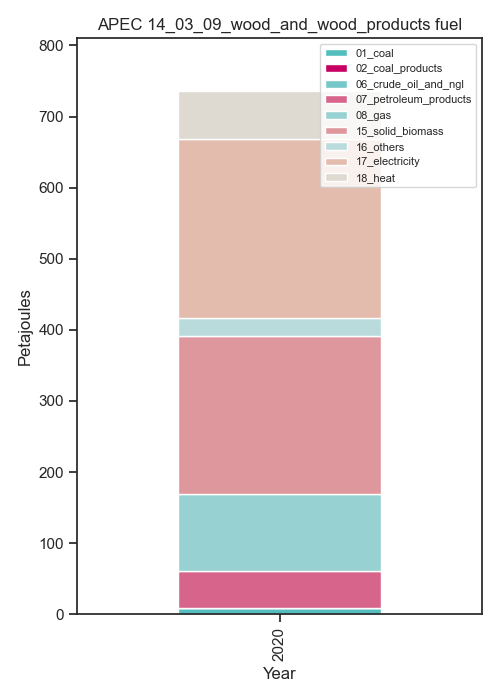 APEC 14_03_09_wood_and_wood_products fuel
800
700
600
500
400
300
200
100
0
Petajoules
01_coal
02_coal_products
06_crude_oil_and_ngl
07_petroleum_products
08_gas
15_solid_biomass
16_others
17_electricity
18_heat
2020
Year